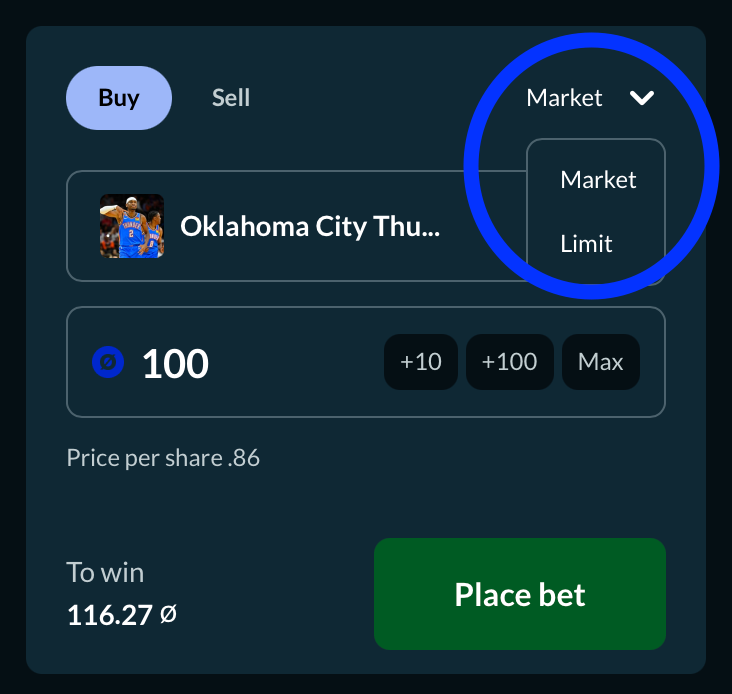 Buy Sell Market
Market
Oklahoma City Thu...
Limit
100 +10 +100 Max
Price per share .86
To win
116.27 Ø
Place bet